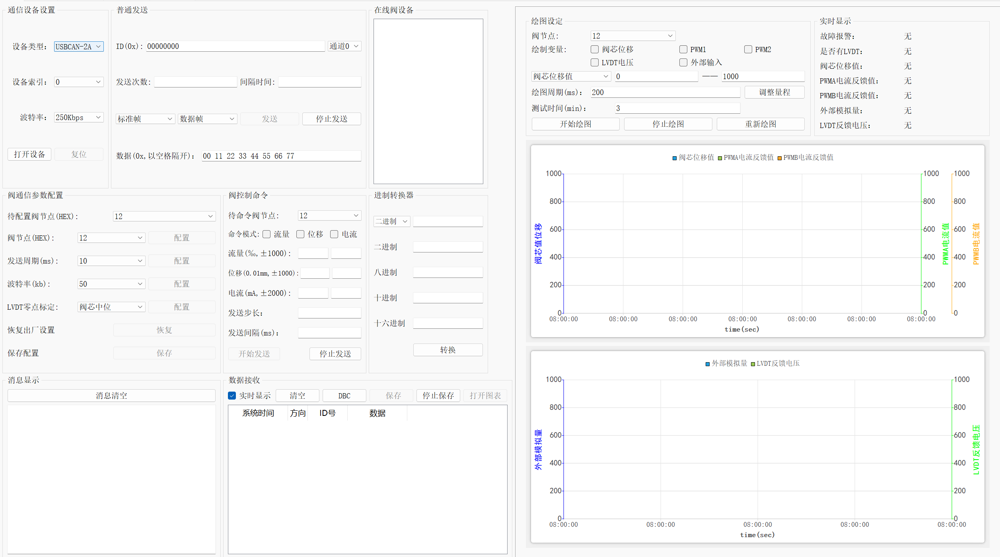 通信设备设置
设备类型: USBCAN-2A
设备索引: 0
波特率: 250Kbps
打开设备 复位
普通发送
ID(0x): 00000000 通道0
发送次数: 间隔时间:
标准帧 数据帧 发送 停止发送
数据(0x,以空格隔开): 00 11 22 33 44 55 66 77
在线阀设备
阀通信参数配置
待配置阀节点(HEX): 12
阀节点(HEX): 12 配置
发送周期(ms): 10 配置
波特率(kb): 50 配置
LVDT零点标定: 阀芯中位 配置
恢复出厂设置 恢复
保存配置 保存
阀控制命令
待命令阀节点: 12
命令模式: 流量 位移 电流
流量(‰,±1000):
位移(0.01mm,±1000):
电流(mA,±2000):
发送步长:
发送间隔(ms):
开始发送 停止发送
进制转换器
二进制
二进制
八进制
十进制
十六进制
转换
消息显示
消息清空
数据接收
实时显示 清空 DBC 保存 停止保存 打开图表
系统时间 方向 ID号 数据
绘图设定
阀节点: 12
绘制变量: 阀芯位移 PWM1 PWM2
LVDT电压 外部输入
阀芯位移值 0 —— 1000
绘图周期(ms): 200 调整量程
测试时间(min): 3
开始绘图 停止绘图 重新绘图
实时显示
故障报警: 无
是否有LVDT: 无
阀芯位移值: 无
PWMA电流反馈值: 无
PWMB电流反馈值: 无
外部模拟量: 无
LVDT反馈电压: 无
阀芯位移值 PWMA电流反馈值 PWMB电流反馈值
1000 1000 1000
800 800 800
600 600 600
400 400 400
200 200 200
0 0 0
阀芯值位移
PWMA电流值
PWMB电流值
08:00:00 08:00:00 08:00:00 08:00:00 08:00:00 08:00:00 08:00:00
time(sec)
外部模拟量 LVDT反馈电压
1000 1000
800 800
600 600
400 400
200 200
0 0
外部模拟量
LVDT反馈电压
08:00:00 08:00:00 08:00:00 08:00:00 08:00:00
time(sec)